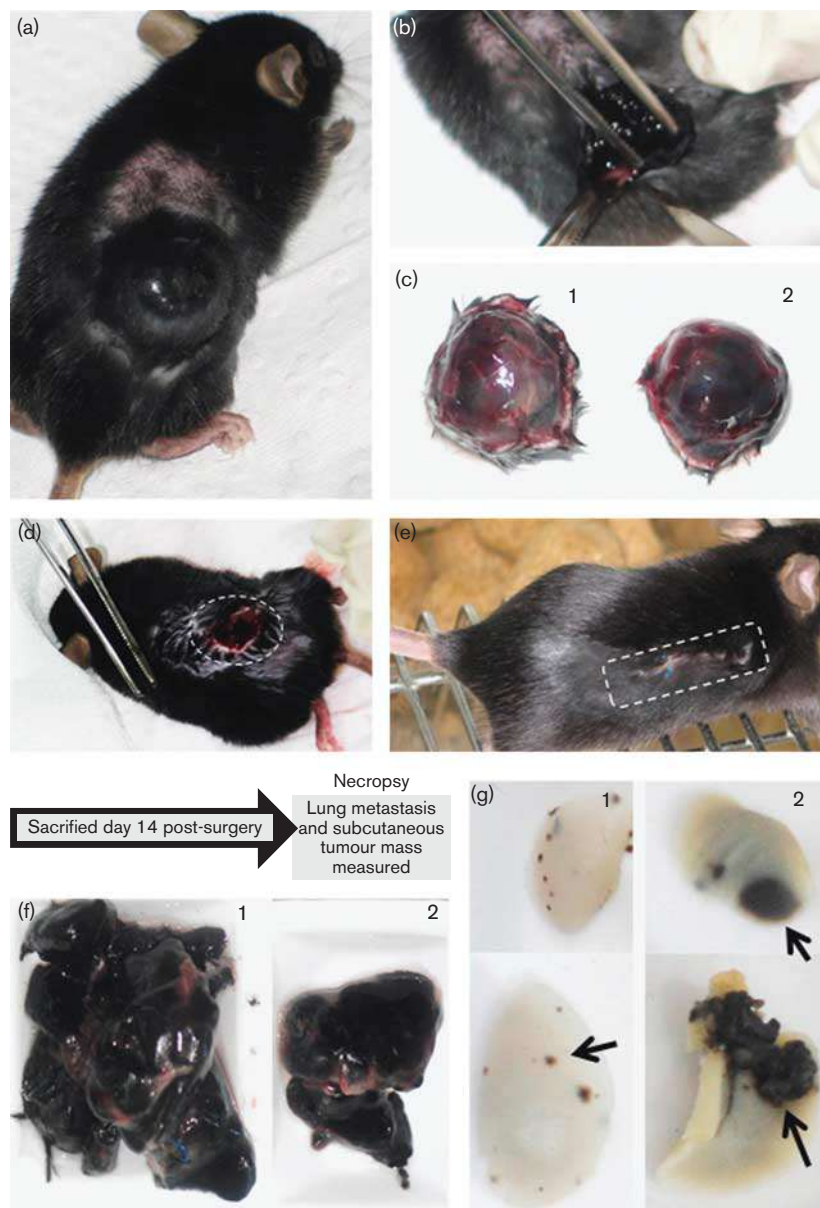 (a)
(b)
(c)
1
2
(d)
(e)
Sacrified day 14 post-surgery
Necropsy
Lung metastasis
and subcutaneous
tumour mass
measured
(f)
1
2
(g)
1
2